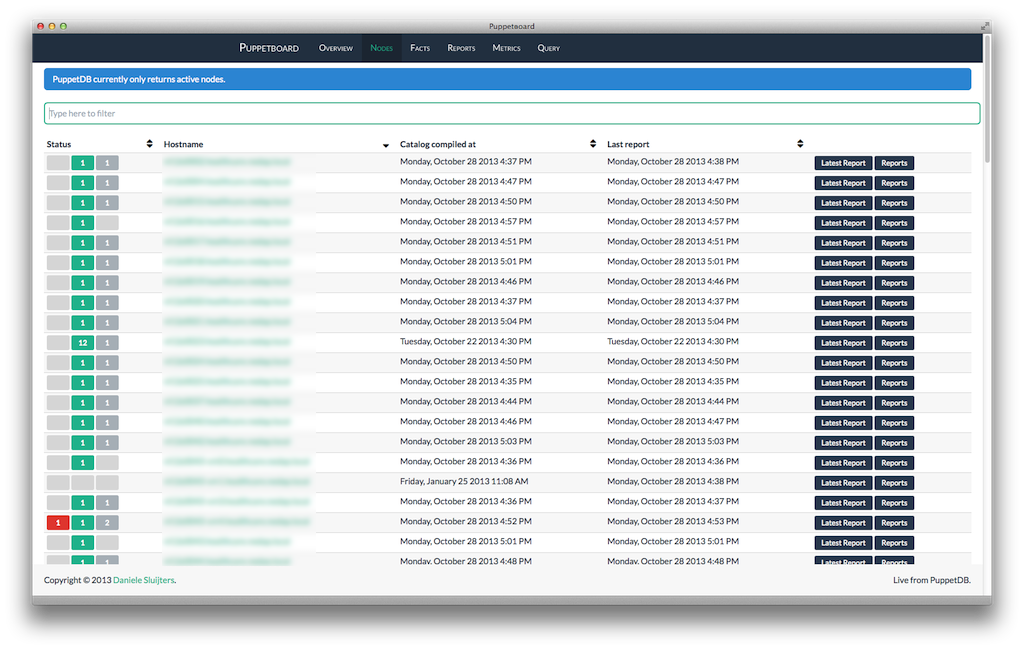 Puppetboard
Puppetboard Overview Nodes Facts Reports Metrics Query
PuppetDB currently only returns active nodes.
Type here to filter
Status Hostname Catalog compiled at Last report
1 1 Monday, October 28 2013 4:37 PM Monday, October 28 2013 4:38 PM Latest Report Reports
1 1 Monday, October 28 2013 4:47 PM Monday, October 28 2013 4:47 PM Latest Report Reports
1 1 Monday, October 28 2013 4:50 PM Monday, October 28 2013 4:50 PM Latest Report Reports
1 Monday, October 28 2013 4:57 PM Monday, October 28 2013 4:57 PM Latest Report Reports
1 1 Monday, October 28 2013 4:51 PM Monday, October 28 2013 4:51 PM Latest Report Reports
1 1 Monday, October 28 2013 5:01 PM Monday, October 28 2013 5:01 PM Latest Report Reports
1 1 Monday, October 28 2013 4:46 PM Monday, October 28 2013 4:46 PM Latest Report Reports
1 1 Monday, October 28 2013 4:37 PM Monday, October 28 2013 4:37 PM Latest Report Reports
1 1 Monday, October 28 2013 5:04 PM Monday, October 28 2013 5:04 PM Latest Report Reports
12 1 Tuesday, October 22 2013 4:30 PM Tuesday, October 22 2013 4:30 PM Latest Report Reports
1 1 Monday, October 28 2013 4:50 PM Monday, October 28 2013 4:50 PM Latest Report Reports
1 1 Monday, October 28 2013 4:35 PM Monday, October 28 2013 4:35 PM Latest Report Reports
1 1 Monday, October 28 2013 4:44 PM Monday, October 28 2013 4:44 PM Latest Report Reports
1 1 Monday, October 28 2013 4:46 PM Monday, October 28 2013 4:47 PM Latest Report Reports
1 1 Monday, October 28 2013 5:03 PM Monday, October 28 2013 5:03 PM Latest Report Reports
1 Monday, October 28 2013 4:36 PM Monday, October 28 2013 4:36 PM Latest Report Reports
Friday, January 25 2013 11:08 AM Monday, October 28 2013 4:38 PM Latest Report Reports
1 1 Monday, October 28 2013 4:36 PM Monday, October 28 2013 4:37 PM Latest Report Reports
1 1 2 Monday, October 28 2013 4:52 PM Monday, October 28 2013 4:53 PM Latest Report Reports
1 Monday, October 28 2013 5:01 PM Monday, October 28 2013 5:01 PM Latest Report Reports
1 1 Monday, October 28 2013 4:48 PM Monday, October 28 2013 4:48 PM Latest Report Reports
Copyright © 2013 Daniele Sluijters. Live from PuppetDB.